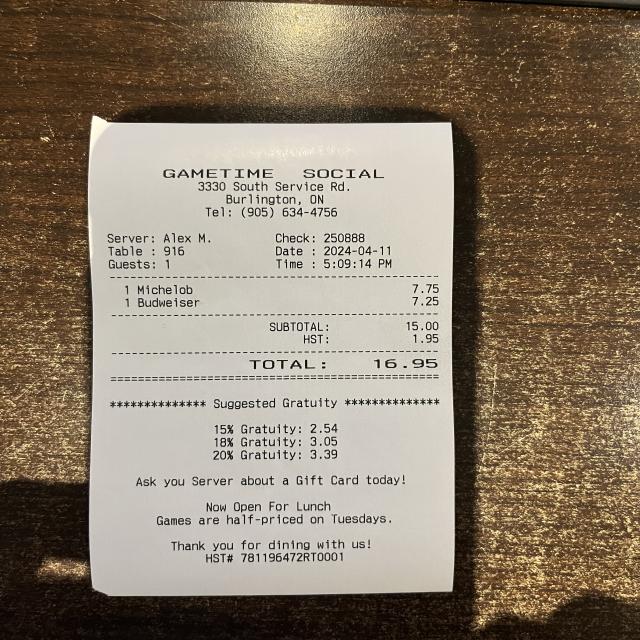 GAMETIME SOCIAL
3330 South Service Rd.
Burlington, ON
Tel: (905) 634-4756
Server: Alex M. Check: 250888
Table : 916 Date : 2024-04-11
Guests: 1 Time : 5:09:14 PM
--------------------------------------------
1 Michelob 7.75
1 Budweiser 7.25
--------------------------------------------
SUBTOTAL: 15.00
HST: 1.95
--------------------------------------------
TOTAL: 16.95
============================================
************** Suggested Gratuity **************
15% Gratuity: 2.54
18% Gratuity: 3.05
20% Gratuity: 3.39
Ask you Server about a Gift Card today!
Now Open For Lunch
Games are half-priced on Tuesdays.
Thank you for dining with us!
HST# 781196472RT0001